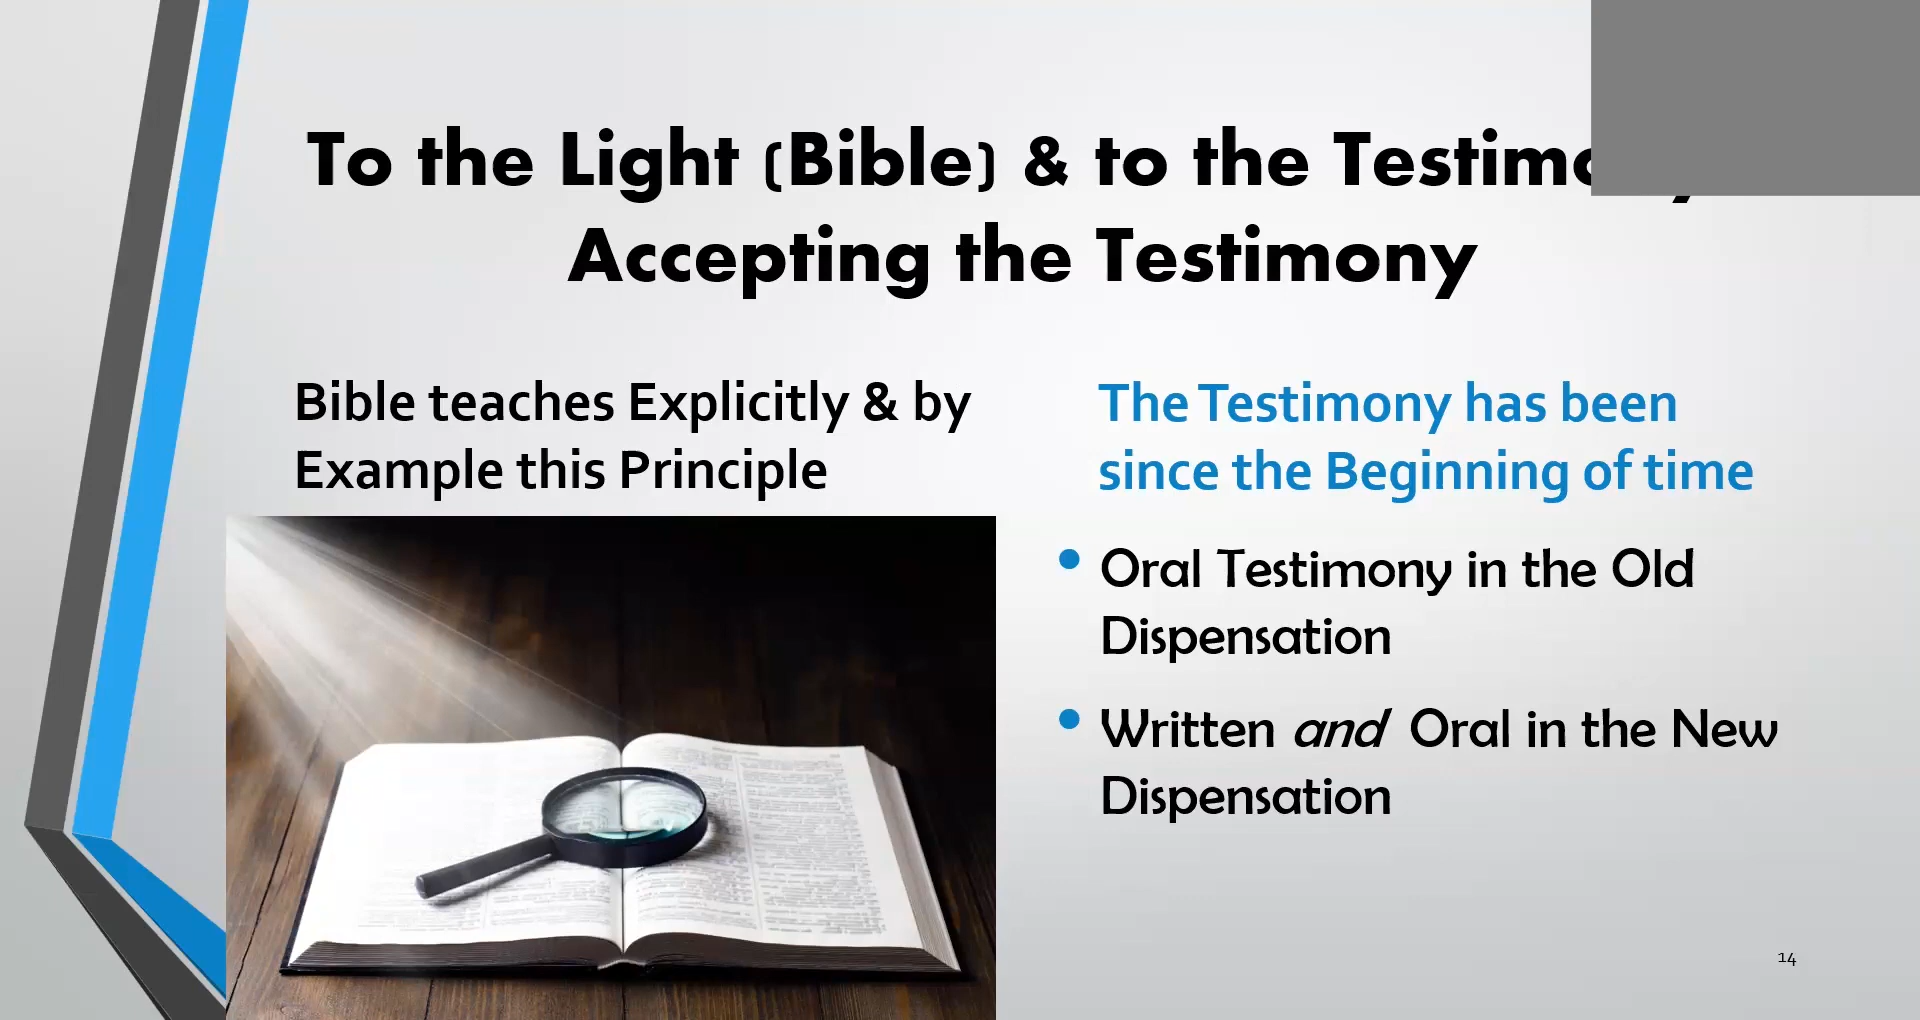 To the Light (Bible) & to the
Accepting the Testimony
Bible teaches Explicitly & by
Example this Principle
The Testimony has been
since the Beginning of time
Oral Testimony in the Old
Dispensation
Written and Oral in the New
Dispensation
14